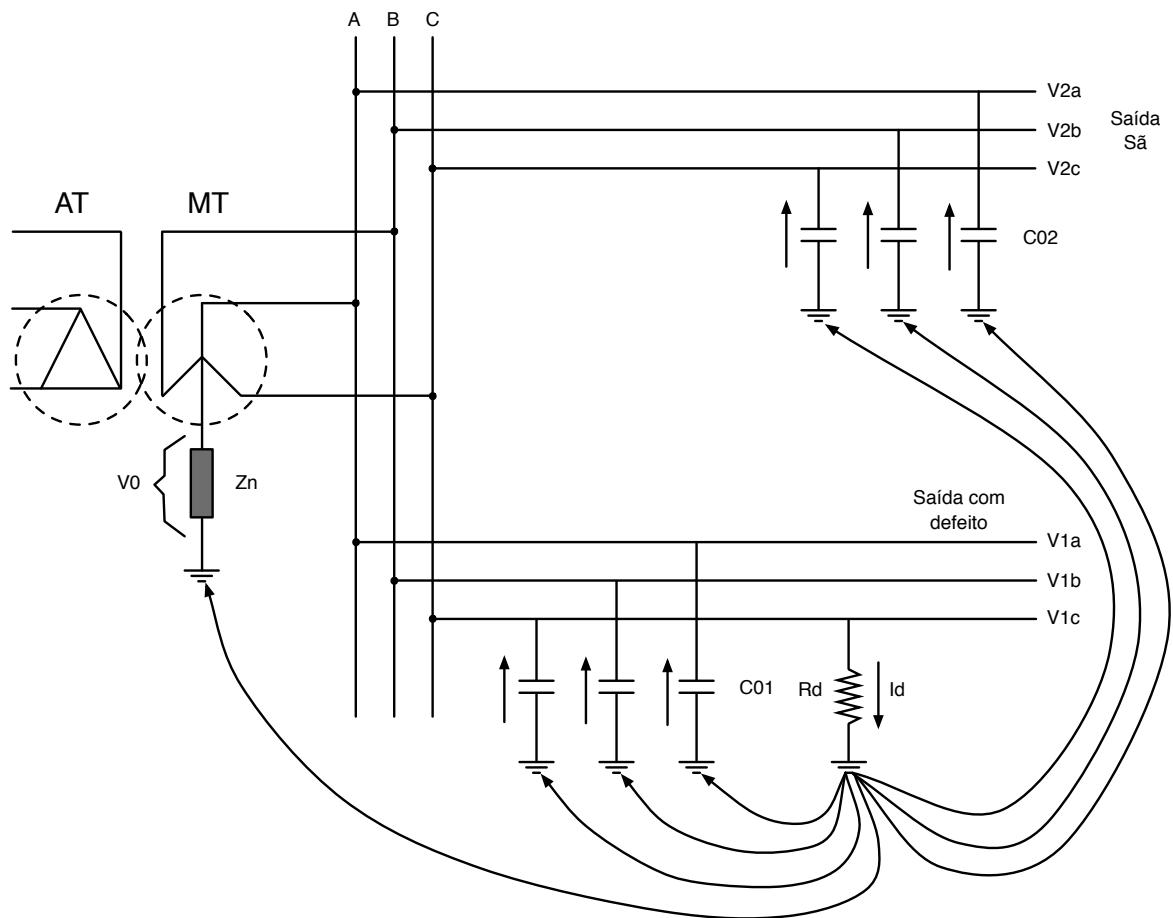 A B C
V2a
Saída
Sã
V2b
V2c
AT MT
C02
V0 Zn
Saída com
defeito
V1a
V1b
V1c
C01 Rd Id